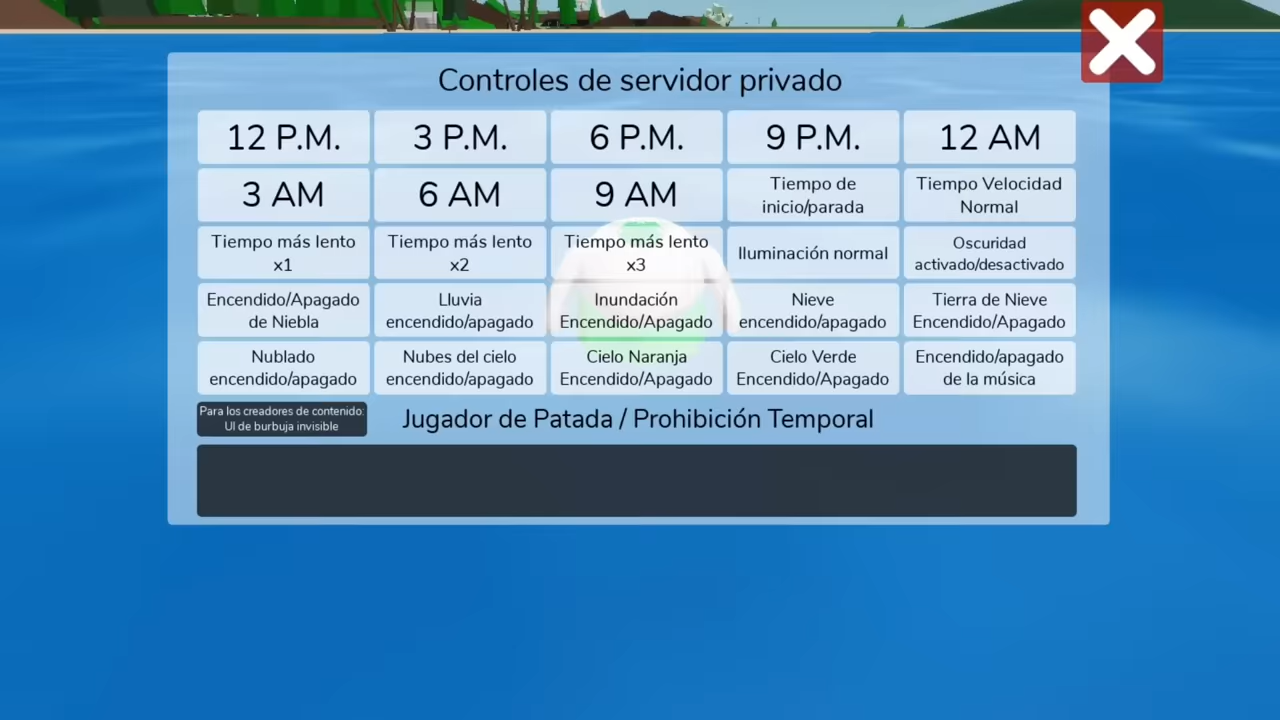 Controles de servidor privado
12 P.M.
3 P.M.
6 P.M.
9 P.M.
12 AM
3 AM
6 AM
9 AM
Tiempo de
inicio/parada
Tiempo Velocidad
Normal
Tiempo más lento
x1
Tiempo más lento
x2
Tiempo más lento
x3
Iluminación normal
Oscuridad
activado/desactivado
Encendido/Apagado
de Niebla
Lluvia
encendido/apagado
Inundación
Encendido/Apagado
Nieve
encendido/apagado
Tierra de Nieve
Encendido/Apagado
Nublado
encendido/apagado
Nubes del cielo
encendido/apagado
Cielo Naranja
Encendido/Apagado
Cielo Verde
Encendido/Apagado
Encendido/apagado
de la música
Para los creadores de contenido:
UI de burbuja invisible
Jugador de Patada / Prohibición Temporal